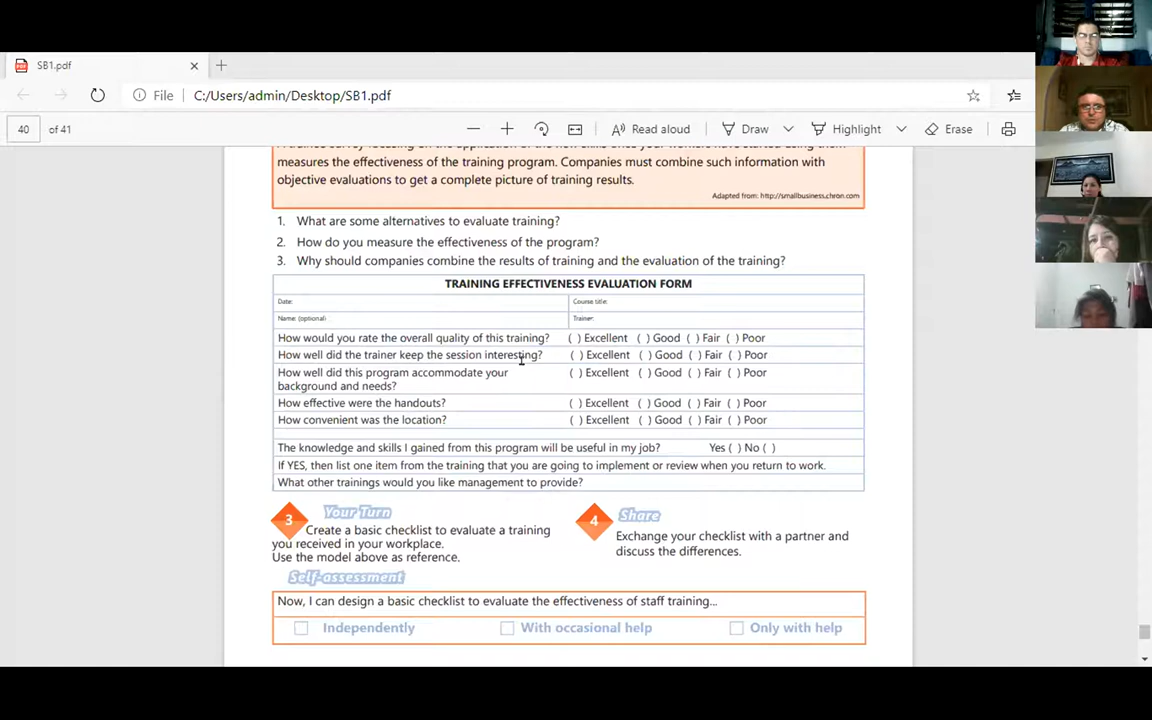 SB1.pdf
File C:/Users/admin/Desktop/SB1.pdf
40 of 41 Read aloud Draw Highlight Erase
measures the effectiveness of the training program. Companies must combine such information with
objective evaluations to get a complete picture of training results.
Adapted from: http://smallbusiness.chron.com
1. What are some alternatives to evaluate training?
2. How do you measure the effectiveness of the program?
3. Why should companies combine the results of training and the evaluation of the training?
TRAINING EFFECTIVENESS EVALUATION FORM
Date: Course title:
Name: (optional) Trainer:
How would you rate the overall quality of this training? ( ) Excellent ( ) Good ( ) Fair ( ) Poor
How well did the trainer keep the session interesting? ( ) Excellent ( ) Good ( ) Fair ( ) Poor
How well did this program accommodate your ( ) Excellent ( ) Good ( ) Fair ( ) Poor
background and needs?
How effective were the handouts? ( ) Excellent ( ) Good ( ) Fair ( ) Poor
How convenient was the location? ( ) Excellent ( ) Good ( ) Fair ( ) Poor
The knowledge and skills I gained from this program will be useful in my job? Yes ( ) No ( )
If YES, then list one item from the training that you are going to implement or review when you return to work.
What other trainings would you like management to provide?
3 Your Turn
Create a basic checklist to evaluate a training
you received in your workplace.
Use the model above as reference.
4 Share
Exchange your checklist with a partner and
discuss the differences.
Self-assessment
Now, I can design a basic checklist to evaluate the effectiveness of staff training...
Independently With occasional help Only with help